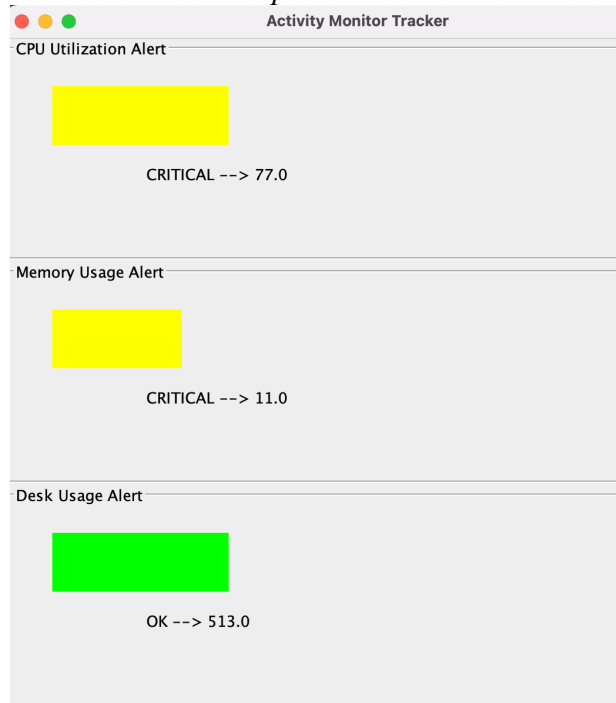 Activity Monitor Tracker
CPU Utilization Alert
CRITICAL --> 77.0
Memory Usage Alert
CRITICAL --> 11.0
Desk Usage Alert
OK --> 513.0